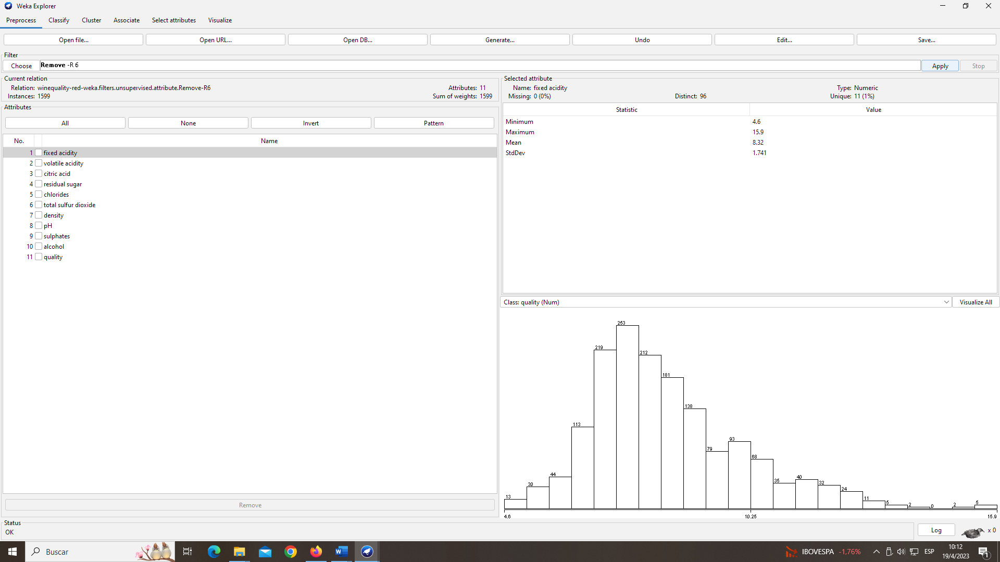 Weka Explorer
Preprocess Classify Cluster Associate Select attributes Visualize
Open file... Open URL... Open DB... Generate... Undo Edit... Save...
Filter
Choose Remove -R 6 Apply Stop
Current relation
Relation: winequality-red-weka.filters.unsupervised.attribute.Remove-R6 Attributes: 11
Instances: 1599 Sum of weights: 1599
Attributes
All None Invert Pattern
No. Name
1 fixed acidity
2 volatile acidity
3 citric acid
4 residual sugar
5 chlorides
6 total sulfur dioxide
7 density
8 pH
9 sulphates
10 alcohol
11 quality
Remove
Selected attribute
Name: fixed acidity Type: Numeric
Missing: 0 (0%) Distinct: 96 Unique: 11 (1%)
Statistic Value
Minimum 4.6
Maximum 15.9
Mean 8.32
StdDev 1.741
Class: quality (Num) Visualize All
13 30 44 113 219 253 212 181 138 79 93 68 35 40 32 24 11 5 2 0 2 5
4.6 10.25 15.9
Status
OK
Log x 0
Buscar
IBOVESPA -1,76% ESP
10:12
19/4/2023
1